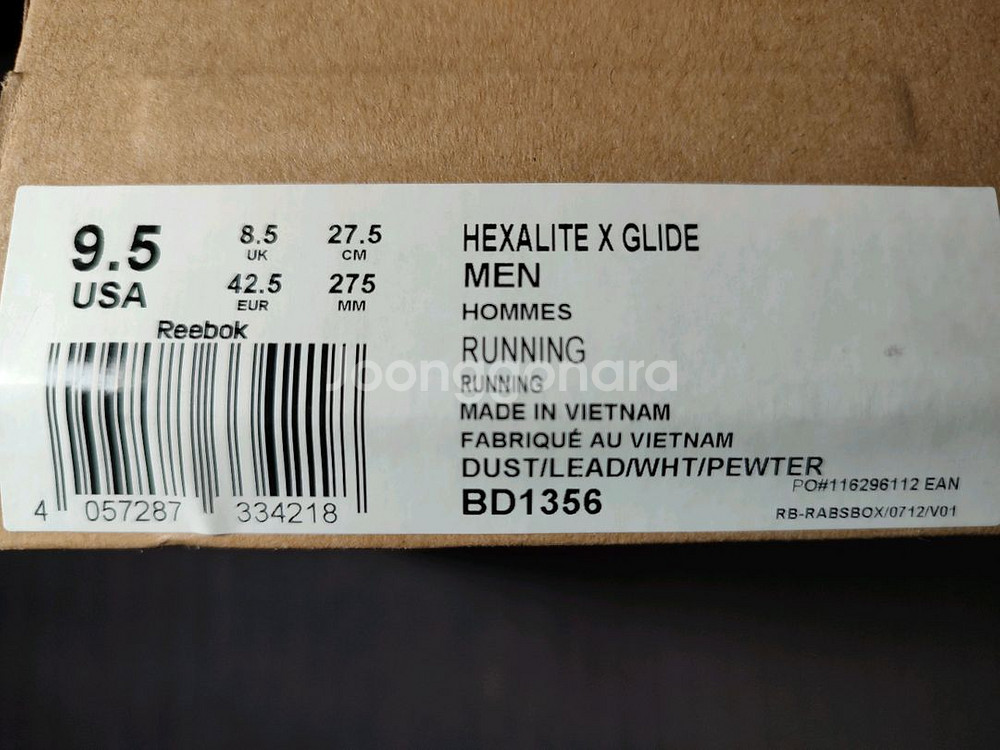 9.5
USA
8.5
UK
27.5
CM
42.5
EUR
275
MM
Reebok
4 057287 334218
HEXALITE X GLIDE
MEN
HOMMES
RUNNING
RUNNING
MADE IN VIETNAM
FABRIQUÉ AU VIETNAM
DUST/LEAD/WHT/PEWTER
BD1356
PO#116296112 EAN
RB-RABSBOX/0712/V01
Joonggonara